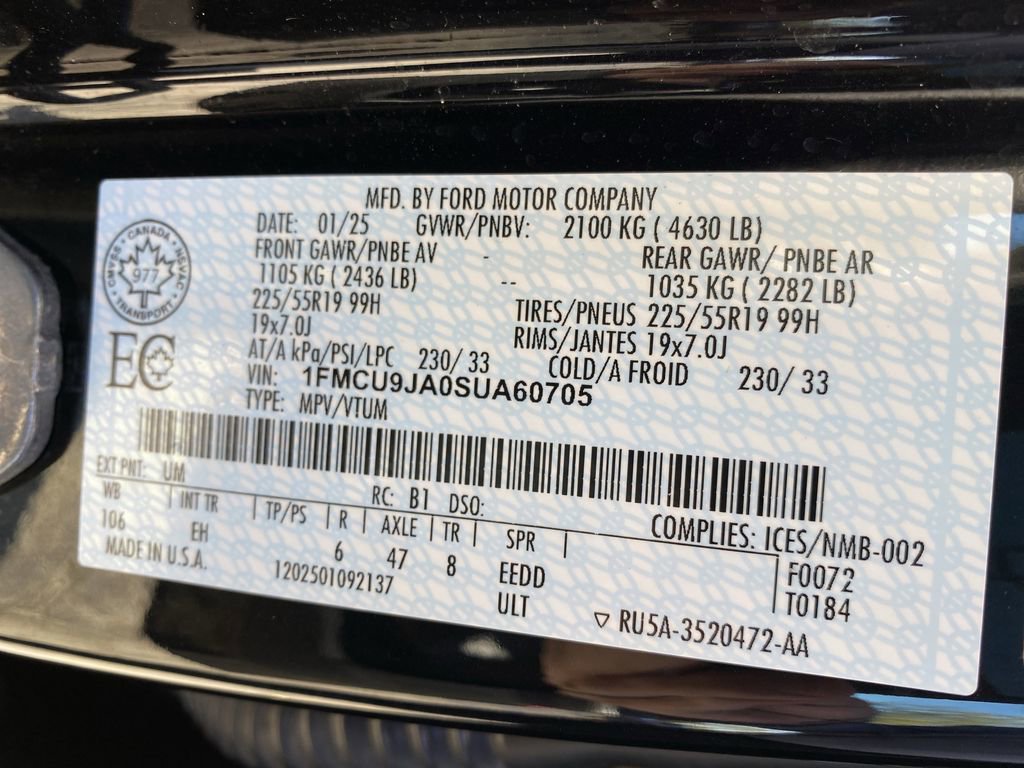 MFD. BY FORD MOTOR COMPANY
DATE: 01/25 GVWR/PNBV: 2100 KG ( 4630 LB)
FRONT GAWR/PNBE AV - REAR GAWR/ PNBE AR
1105 KG ( 2436 LB) -- 1035 KG ( 2282 LB)
225/55R19 99H TIRES/PNEUS 225/55R19 99H
19x7.0J RIMS/JANTES 19x7.0J
AT/A kPa/PSI/LPC 230/ 33 COLD/A FROID 230/ 33
VIN: 1FMCU9JA0SUA60705
TYPE: MPV/VTUM
CANADA
NSVAC
TRANSPORT
CMVSS
977
EC
EXT PNT: UM RC: B1 DSO:
WB | INT TR | TP/PS | R | AXLE | TR | SPR | COMPLIES: ICES/NMB-002
106 EH 6 47 8 EEDD F0072
MADE IN U.S.A. 1202501092137 ULT T0184
▽ RU5A-3520472-AA